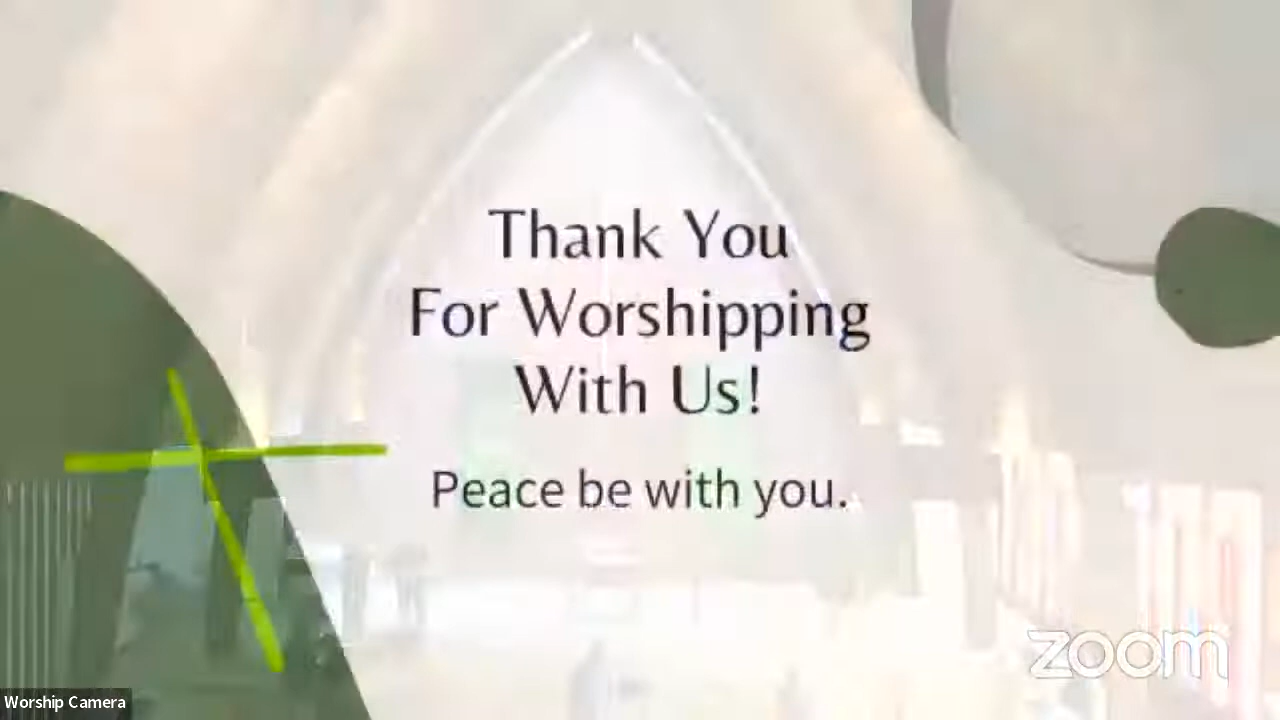 Thank You
For Worshipping
With Us!
Peace be with you.
zoom
Worship Camera